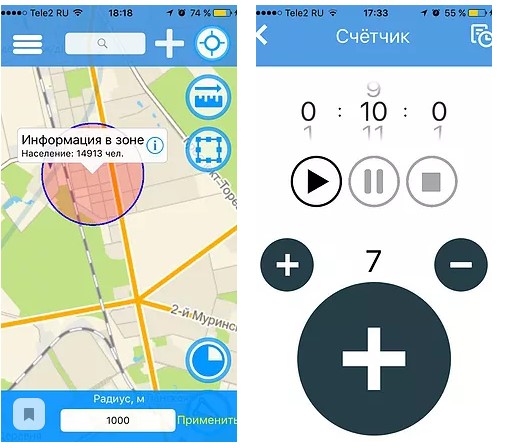 Tele2 RU 18:18 74 %
Информация в зоне
Население: 14913 чел.
2-й Муринс
Радиус, м
1000
Применить
Tele2 RU 17:33 55 %
Счётчик
9
0 : 10 : 0
1 11 1
7